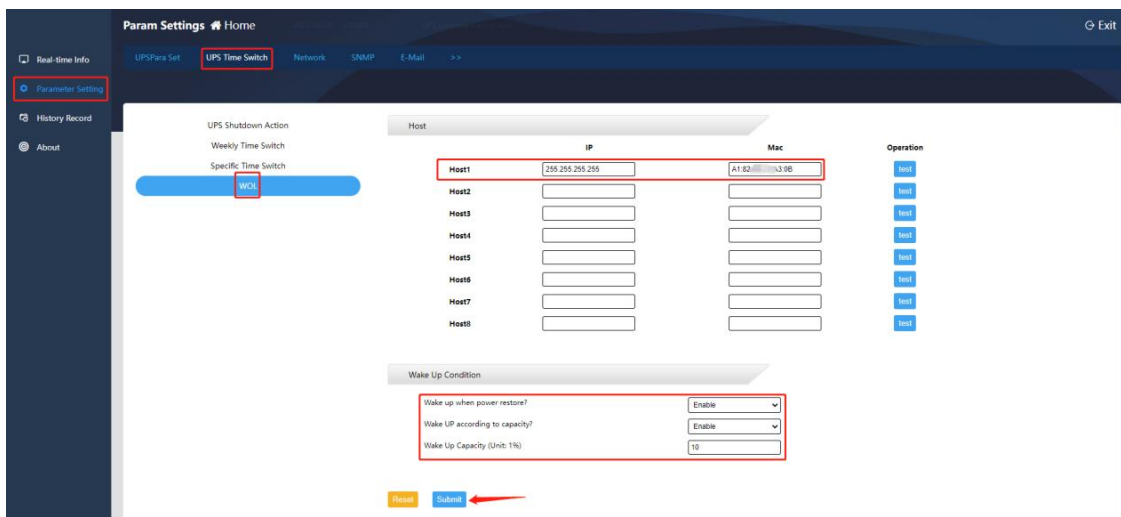 Param Settings Home
Exit
UPSPara Set UPS Time Switch Network SNMP E-Mail >>
Real-time Info
Parameter Setting
History Record
About
UPS Shutdown Action
Weekly Time Switch
Specific Time Switch
WOL
Host
IP Mac Operation
Host1 255.255.255.255 A1:82 3:0B test
Host2 test
Host3 test
Host4 test
Host5 test
Host6 test
Host7 test
Host8 test
Wake Up Condition
Wake up when power restore? Enable
Wake UP according to capacity? Enable
Wake Up Capacity (Unit: 1%) 10
Reset Submit